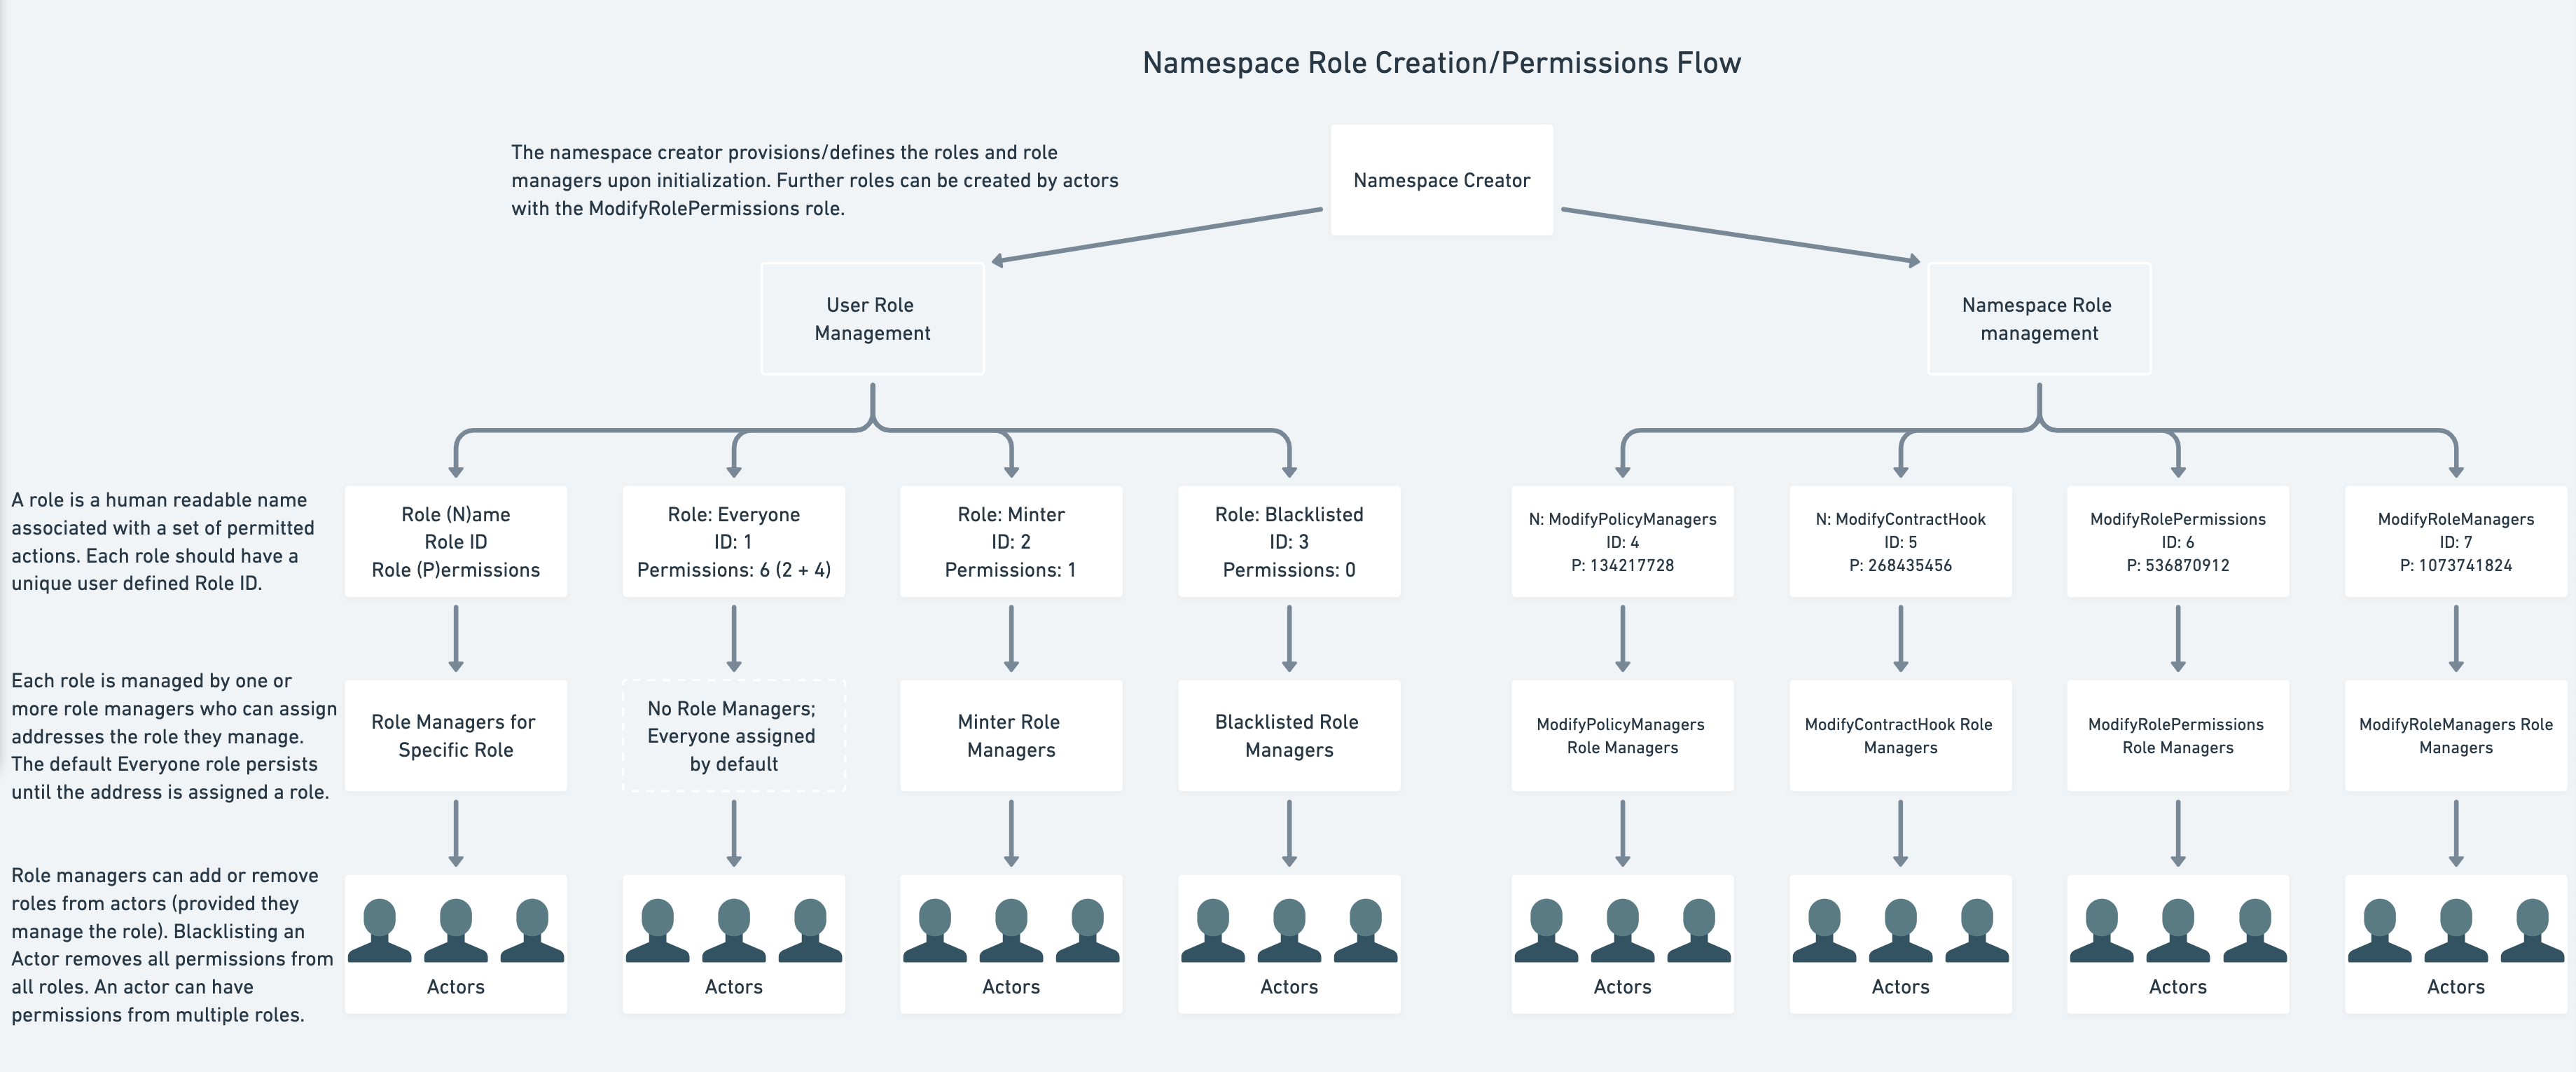 Namespace Role Creation/Permissions Flow
The namespace creator provisions/defines the roles and role
managers upon initialization. Further roles can be created by actors
with the ModifyRolePermissions role.
Namespace Creator
User Role
Management
Namespace Role
management
A role is a human readable name
associated with a set of permitted
actions. Each role should have a
unique user defined Role ID.
Role (N)ame
Role ID
Role (P)ermissions
Role: Everyone
ID: 1
Permissions: 6 (2 + 4)
Role: Minter
ID: 2
Permissions: 1
Role: Blacklisted
ID: 3
Permissions: 0
N: ModifyPolicyManagers
ID: 4
P: 134217728
N: ModifyContractHook
ID: 5
P: 268435456
ModifyRolePermissions
ID: 6
P: 536870912
ModifyRoleManagers
ID: 7
P: 1073741824
Each role is managed by one or
more role managers who can assign
addresses the role they manage.
The default Everyone role persists
until the address is assigned a role.
Role Managers for
Specific Role
No Role Managers;
Everyone assigned
by default
Minter Role
Managers
Blacklisted Role
Managers
ModifyPolicyManagers
Role Managers
ModifyContractHook Role
Managers
ModifyRolePermissions
Role Managers
ModifyRoleManagers Role
Managers
Role managers can add or remove
roles from actors (provided they
manage the role). Blacklisting an
Actor removes all permissions from
all roles. An actor can have
permissions from multiple roles.
Actors
Actors
Actors
Actors
Actors
Actors
Actors
Actors